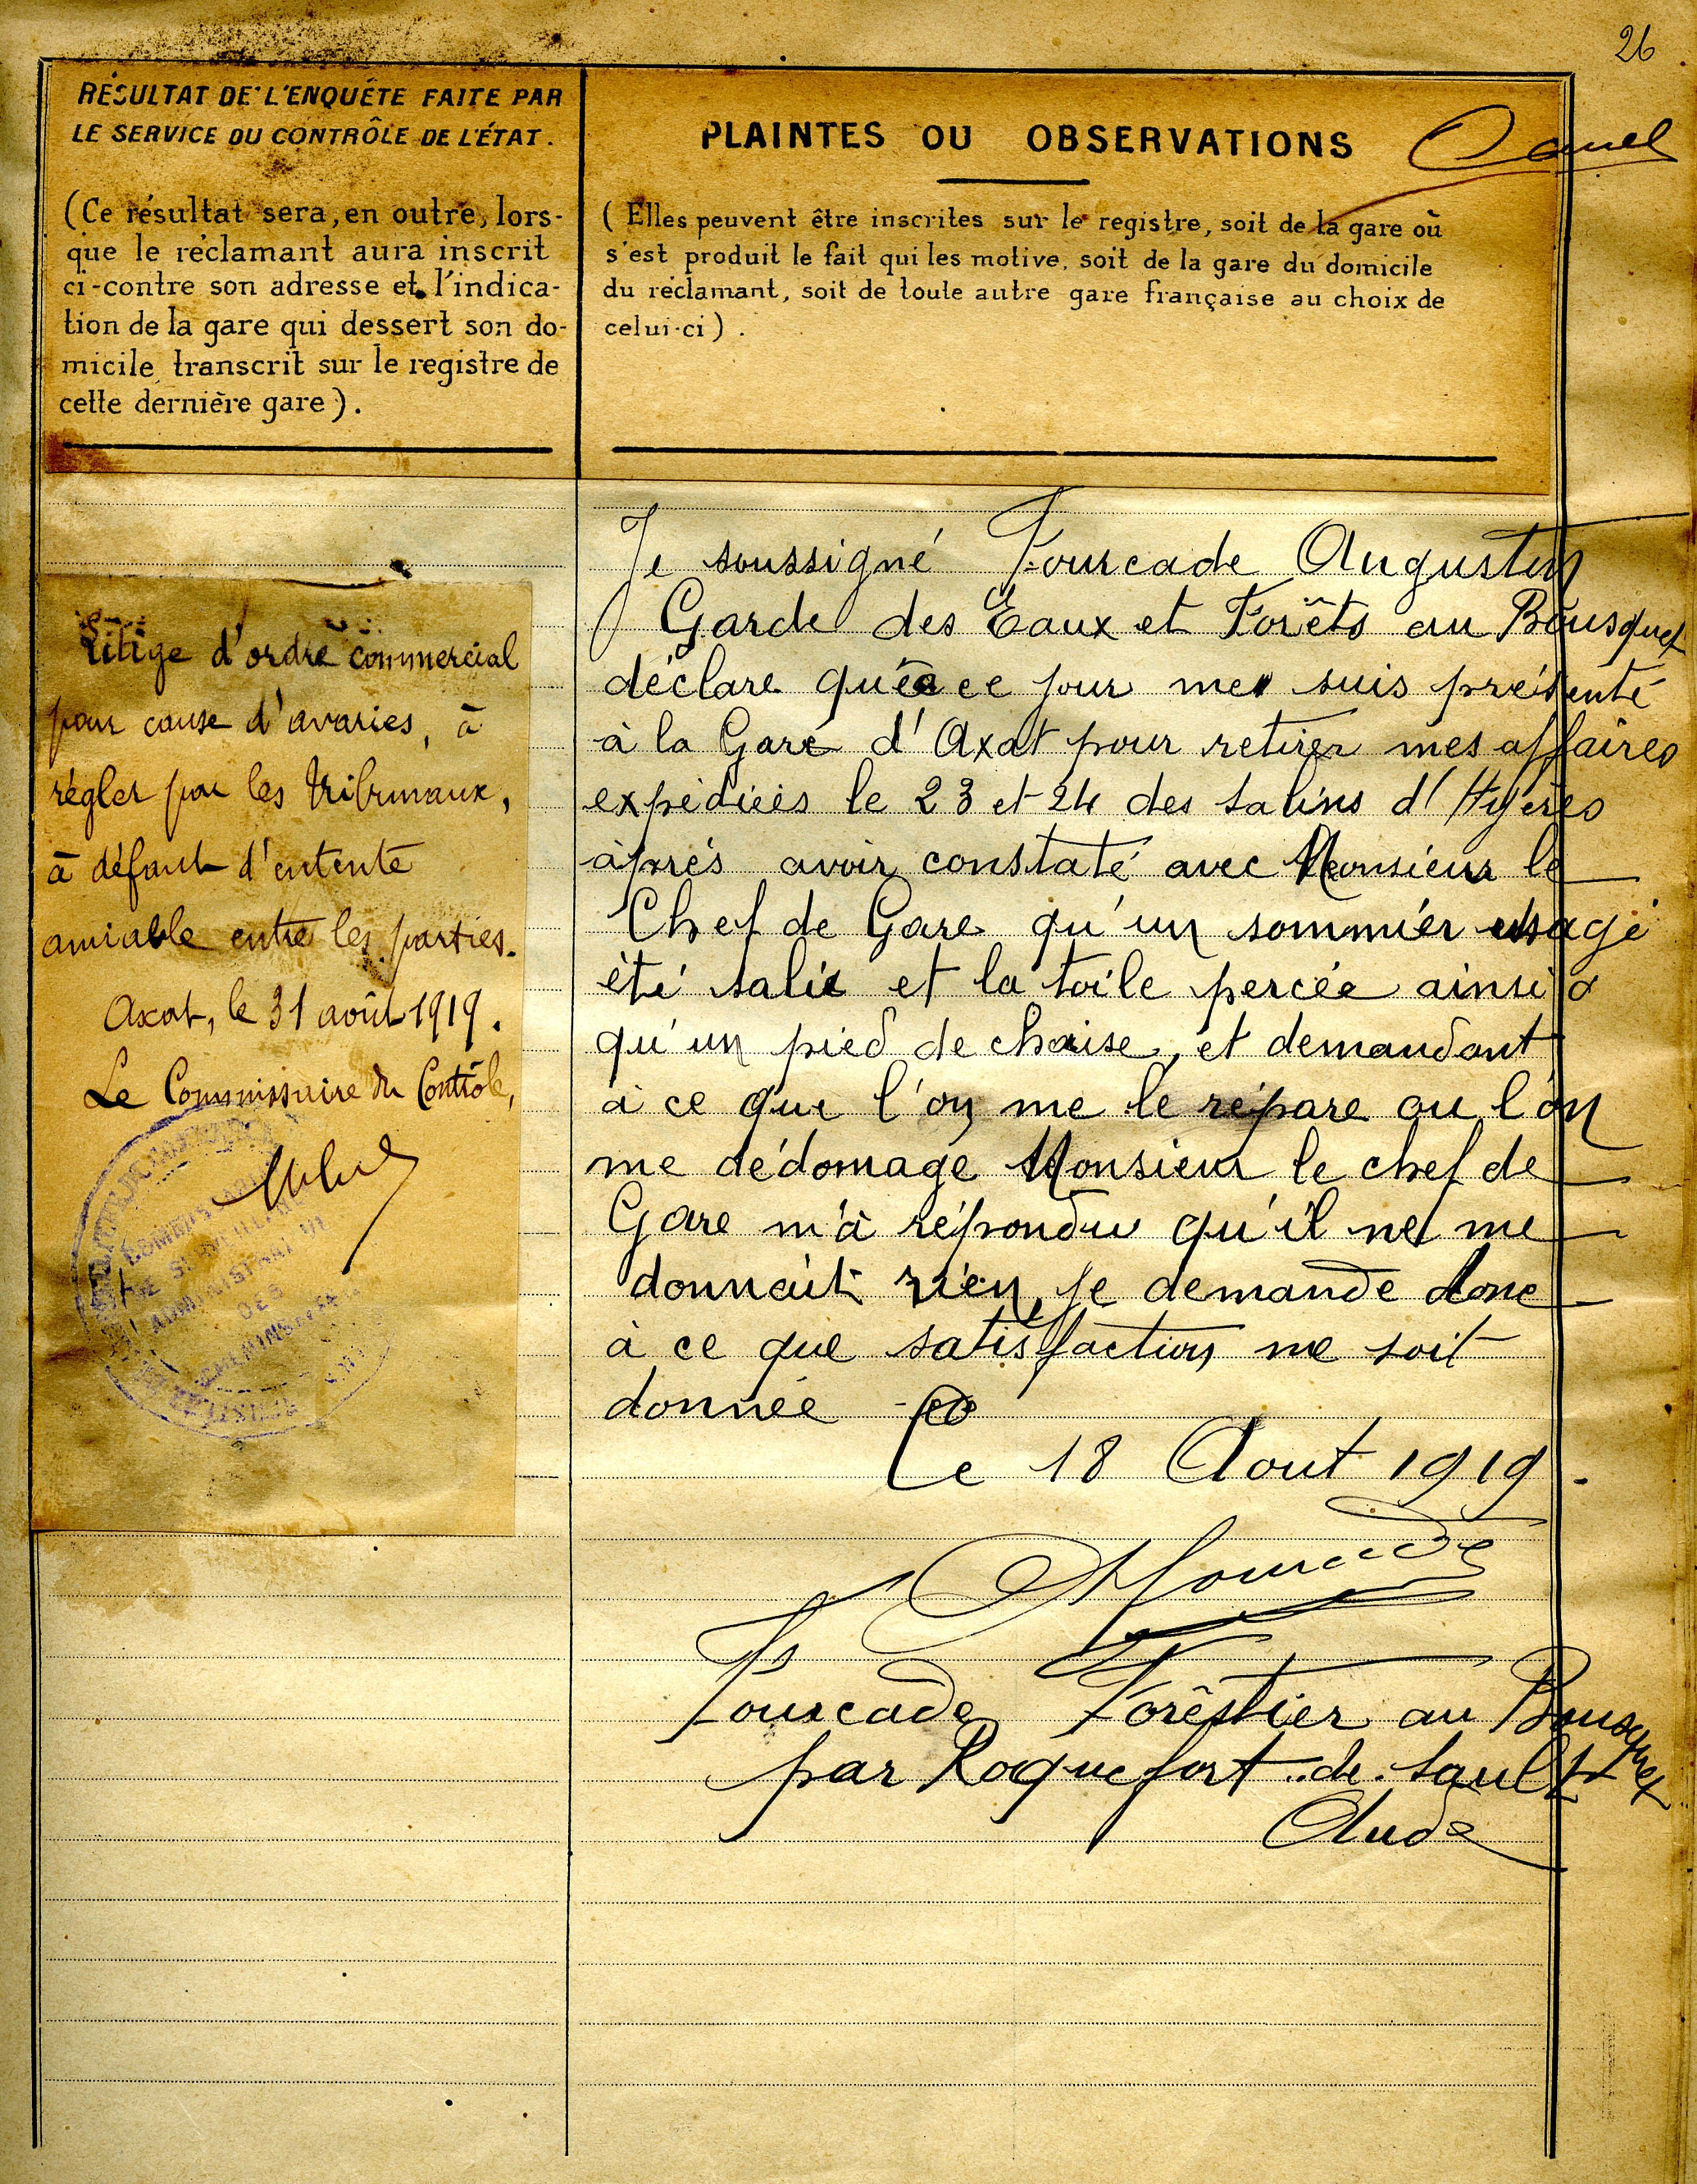 26
RÉSULTAT DE L'ENQUÊTE FAITE PAR
LE SERVICE DU CONTRÔLE DE L'ÉTAT.
(Ce résultat sera, en outre, lors-
que le réclamant aura inscrit
ci-contre son adresse et l'indica-
tion de la gare qui dessert son do-
micile transcrit sur le registre de
cette dernière gare).
Litige d'ordre commercial
pour cause d'avaries, à
régler par les tribunaux,
à défaut d'entente
amiable entre les parties.
Axat, le 31 août 1919.
Le Commissaire du Contrôle,
COMMISSARIAT
DE SURVEILLANCE
ADMINISTRATIVE
DES
CHEMINS DE FER
PLAINTES OU OBSERVATIONS
(Elles peuvent être inscrites sur le registre, soit de la gare où
s'est produit le fait qui les motive, soit de la gare du domicile
du réclamant, soit de toute autre gare française au choix de
celui-ci).
Je soussigné Fourcade Augustin
Garde des Eaux et Forêts au Bousquet
déclare que ce jour me suis présenté
à la Gare d'Axat pour retirer mes affaires
expédiées le 23 et 24 des salins d'Hyères
après avoir constaté avec Monsieur le
Chef de Gare qu'un sommier usagé
été salie et la toile percée ainsi
qu'un pied de chaise, et demandant
à ce que l'on me le répare ou l'on
me dédomage Monsieur le chef de
Gare m'à répondu qu'il ne me
donnait rien, je demande donc
à ce que satisfaction me soit
donnée
Le 18 Aout 1919.
Fourcade
Fourcade Forêstier au Bousquet
par Roquefort-de-Sault
Aude